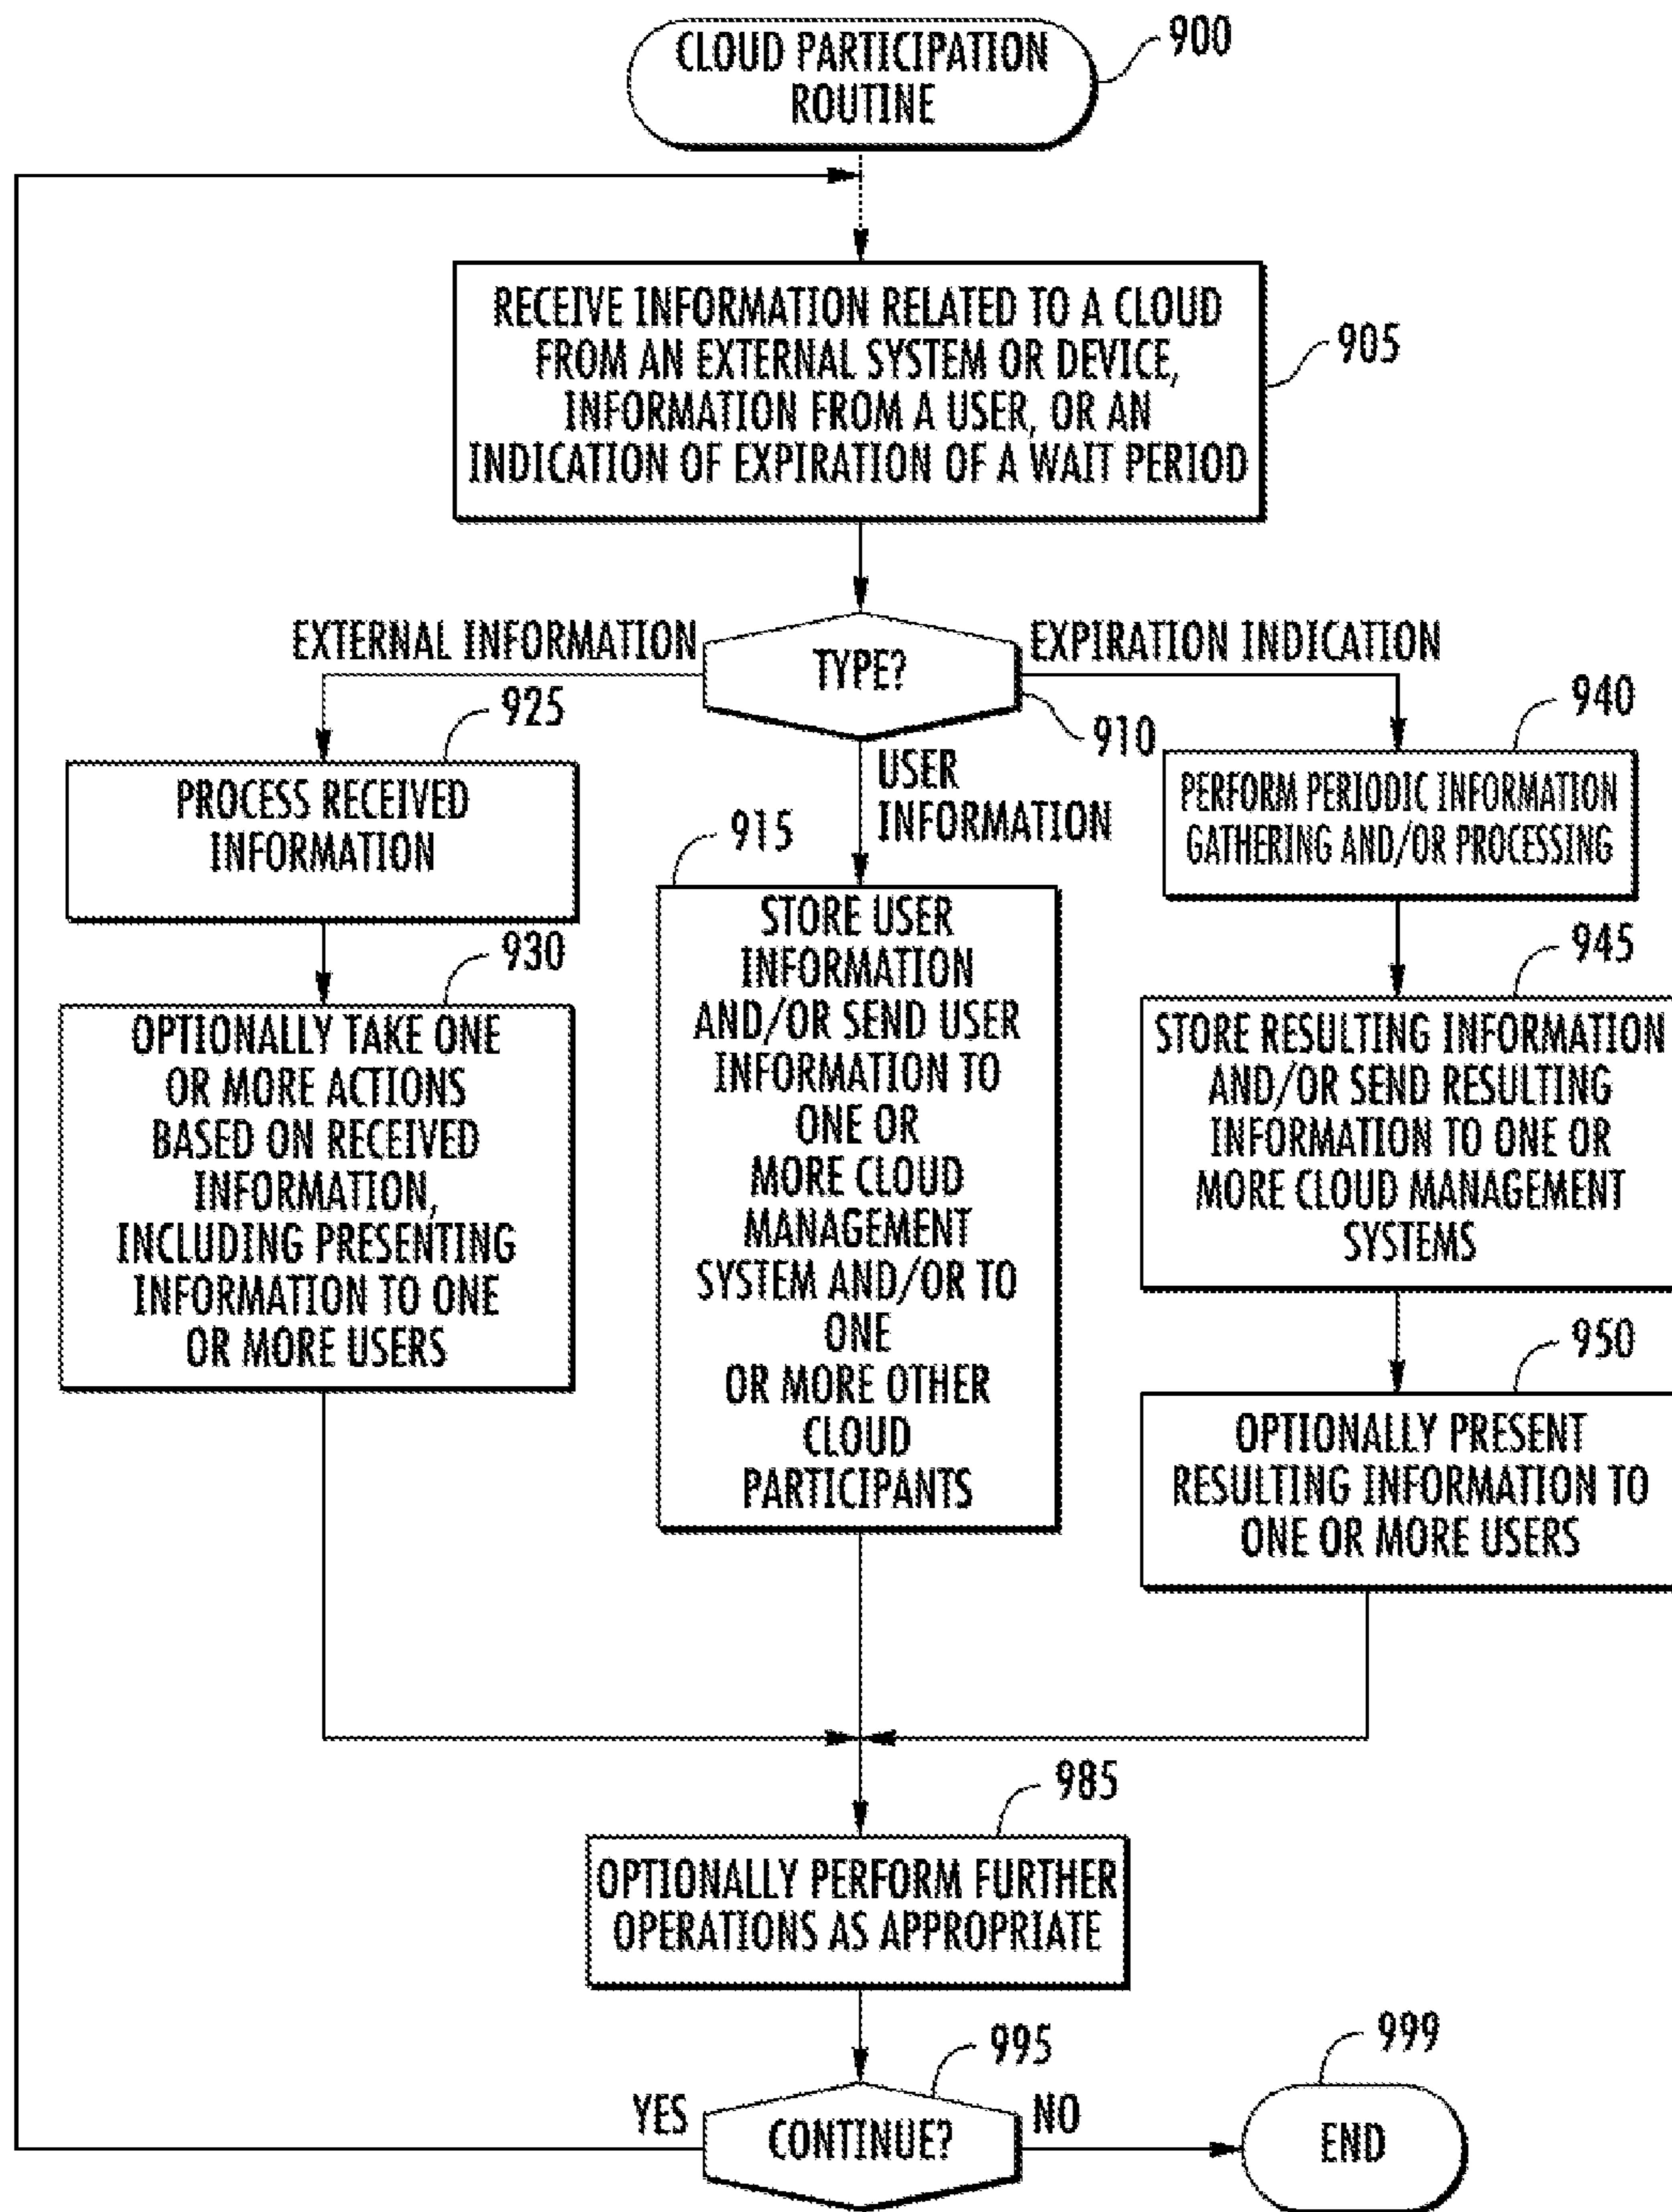 CLOUD PARTICIPATION
ROUTINE
900
RECEIVE INFORMATION RELATED TO A CLOUD
FROM AN EXTERNAL SYSTEM OR DEVICE,
INFORMATION FROM A USER, OR AN
INDICATION OF EXPIRATION OF A WAIT PERIOD
905
EXTERNAL INFORMATION
TYPE?
EXPIRATION INDICATION
910
USER
INFORMATION
925
PROCESS RECEIVED
INFORMATION
930
OPTIONALLY TAKE ONE
OR MORE ACTIONS
BASED ON RECEIVED
INFORMATION,
INCLUDING PRESENTING
INFORMATION TO ONE
OR MORE USERS
915
STORE USER
INFORMATION
AND/OR SEND USER
INFORMATION TO
ONE OR
MORE CLOUD
MANAGEMENT
SYSTEM AND/OR TO
ONE
OR MORE OTHER
CLOUD
PARTICIPANTS
940
PERFORM PERIODIC INFORMATION
GATHERING AND/OR PROCESSING
945
STORE RESULTING INFORMATION
AND/OR SEND RESULTING
INFORMATION TO ONE OR
MORE CLOUD MANAGEMENT
SYSTEMS
950
OPTIONALLY PRESENT
RESULTING INFORMATION TO
ONE OR MORE USERS
985
OPTIONALLY PERFORM FURTHER
OPERATIONS AS APPROPRIATE
995
YES
CONTINUE?
NO
999
END